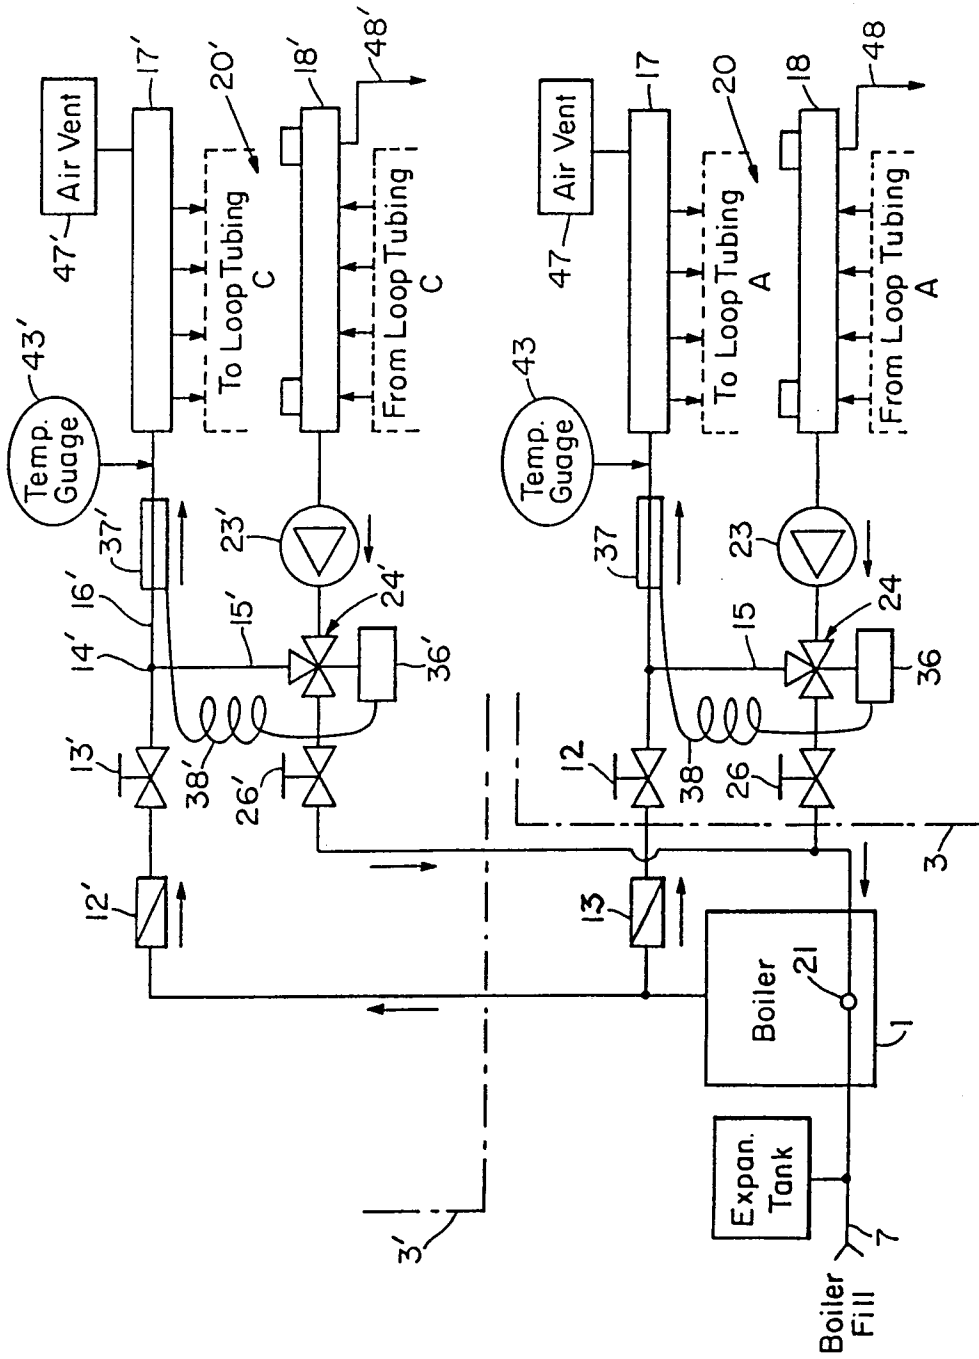 17'
Air Vent
47'
20'
18'
48'
43'
Temp.
Guage
To Loop Tubing
C
From Loop Tubing
C
37'
16'
14'
15'
23'
24'
36'
13'
38'
26'
12'
3'
17
Air Vent
47
20
18
48
43
Temp.
Guage
To Loop Tubing
A
From Loop Tubing
A
37
15
23
24
36
12
38
26
13
3
Boiler
21
1
Expan.
Tank
7
Boiler
Fill